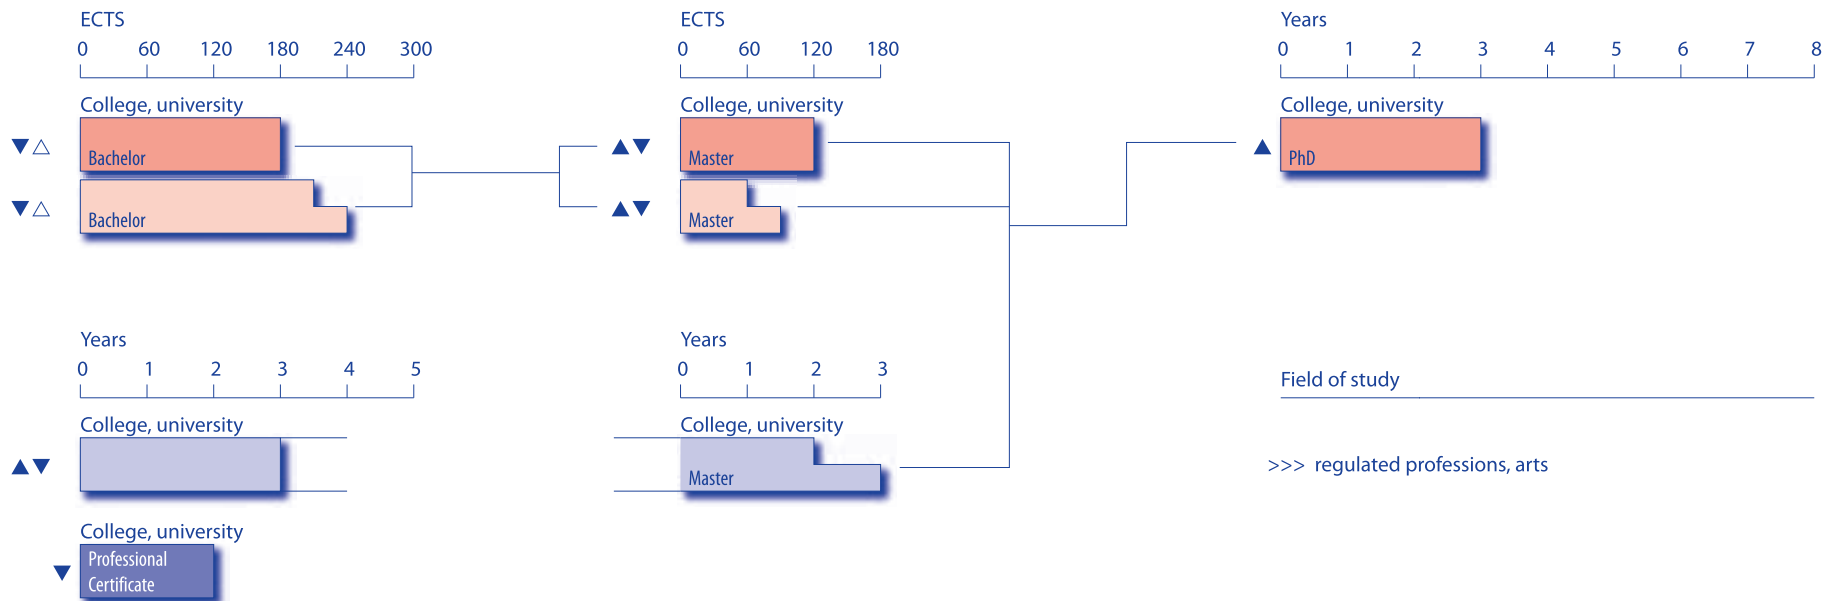 ECTS
0 60 120 180 240 300
College, university
Bachelor
Bachelor
ECTS
0 60 120 180
College, university
Master
Master
Years
0 1 2 3 4 5 6 7 8
College, university
PhD
Years
0 1 2 3 4 5
College, university
Years
0 1 2 3
College, university
Master
Field of study
>>> regulated professions, arts
College, university
Professional
Certificate